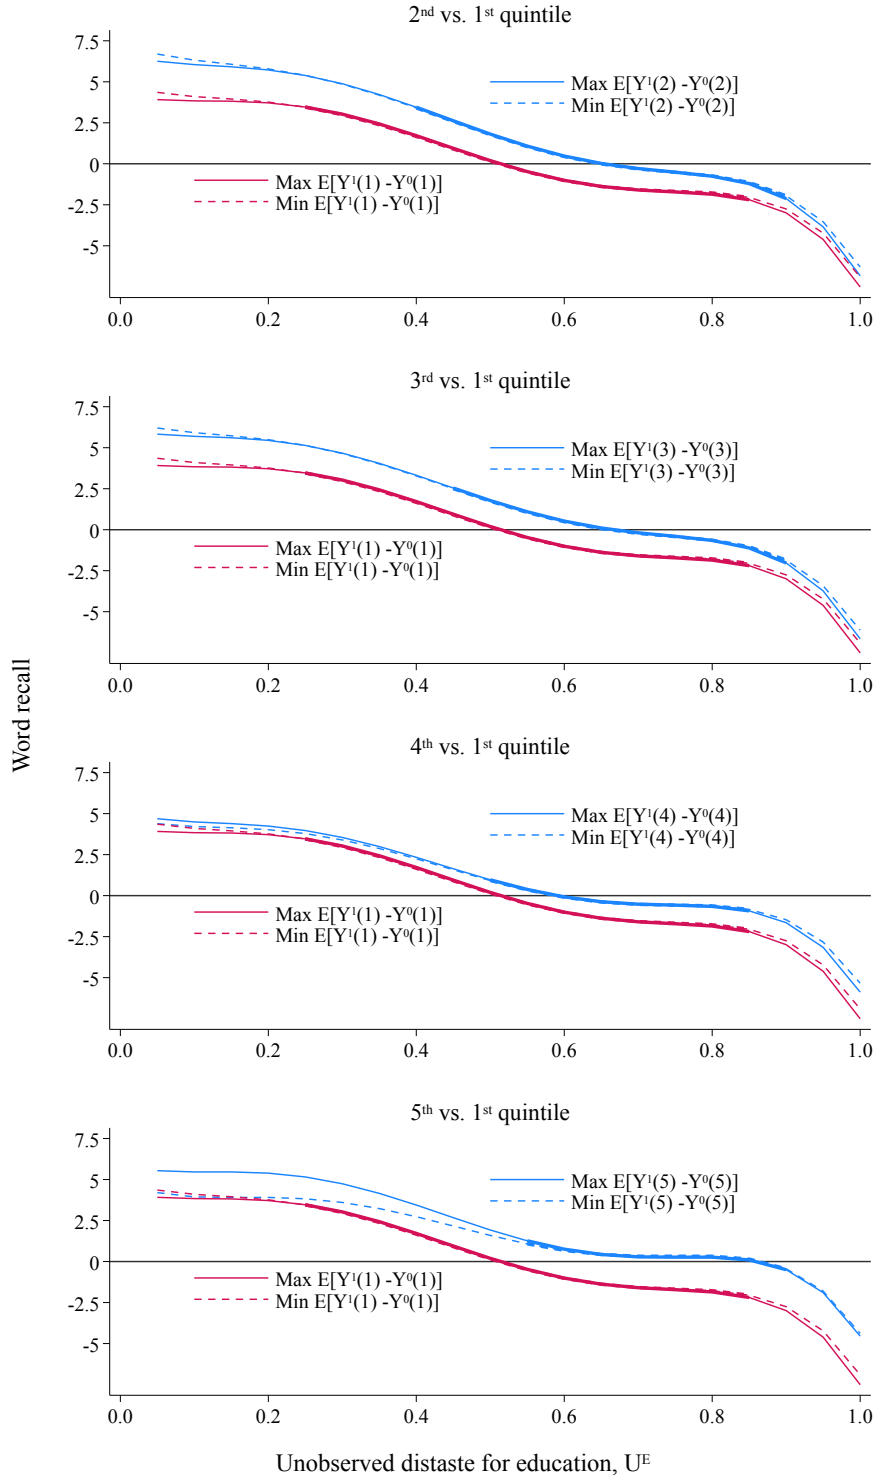 2ⁿᵈ vs. 1ˢᵗ quintile
7.5
5
2.5
0
-2.5
-5
Max E[Y¹(2) -Y⁰(2)]
Min E[Y¹(2) -Y⁰(2)]
Max E[Y¹(1) -Y⁰(1)]
Min E[Y¹(1) -Y⁰(1)]
0.0 0.2 0.4 0.6 0.8 1.0
3ʳᵈ vs. 1ˢᵗ quintile
7.5
5
2.5
0
-2.5
-5
Max E[Y¹(3) -Y⁰(3)]
Min E[Y¹(3) -Y⁰(3)]
Max E[Y¹(1) -Y⁰(1)]
Min E[Y¹(1) -Y⁰(1)]
0.0 0.2 0.4 0.6 0.8 1.0
Word recall
4ᵗʰ vs. 1ˢᵗ quintile
7.5
5
2.5
0
-2.5
-5
Max E[Y¹(4) -Y⁰(4)]
Min E[Y¹(4) -Y⁰(4)]
Max E[Y¹(1) -Y⁰(1)]
Min E[Y¹(1) -Y⁰(1)]
0.0 0.2 0.4 0.6 0.8 1.0
5ᵗʰ vs. 1ˢᵗ quintile
7.5
5
2.5
0
-2.5
-5
Max E[Y¹(5) -Y⁰(5)]
Min E[Y¹(5) -Y⁰(5)]
Max E[Y¹(1) -Y⁰(1)]
Min E[Y¹(1) -Y⁰(1)]
0.0 0.2 0.4 0.6 0.8 1.0
Unobserved distaste for education, Uᴱ